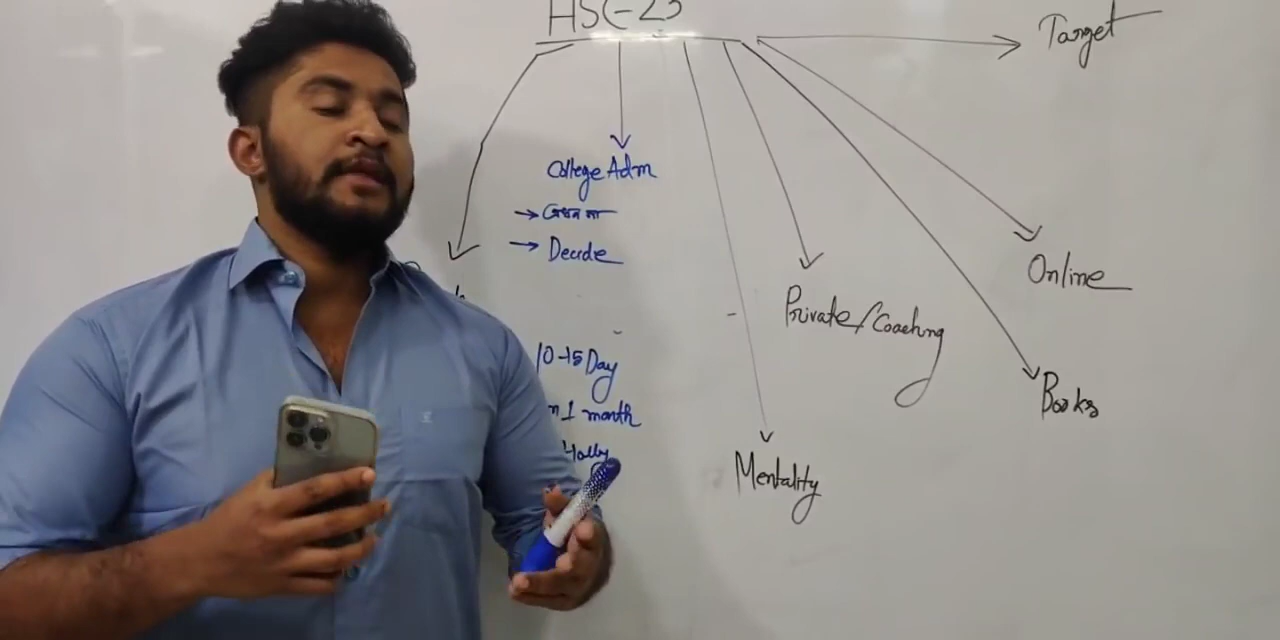 HSC-23
Target
College Adm
→
→ Decide
Online
Private/Coaching
10-15 Day
1 month
Books
Mentality